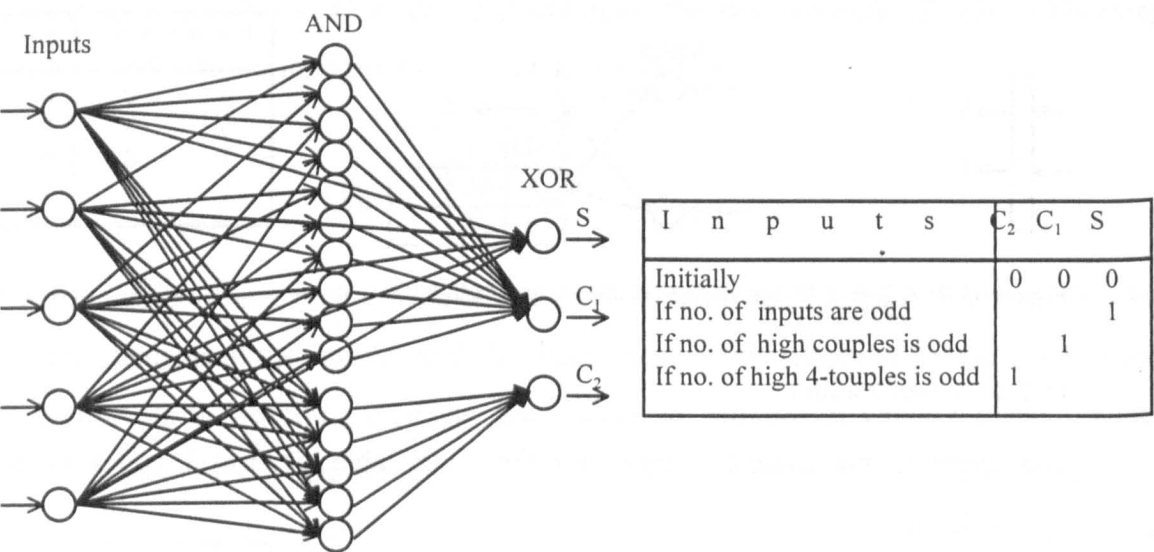 Inputs
AND
XOR
S
C₁
C₂
I n p u t s C₂ C₁ S
Initially 0 0 0
If no. of inputs are odd 1
If no. of high couples is odd 1
If no. of high 4-touples is odd 1